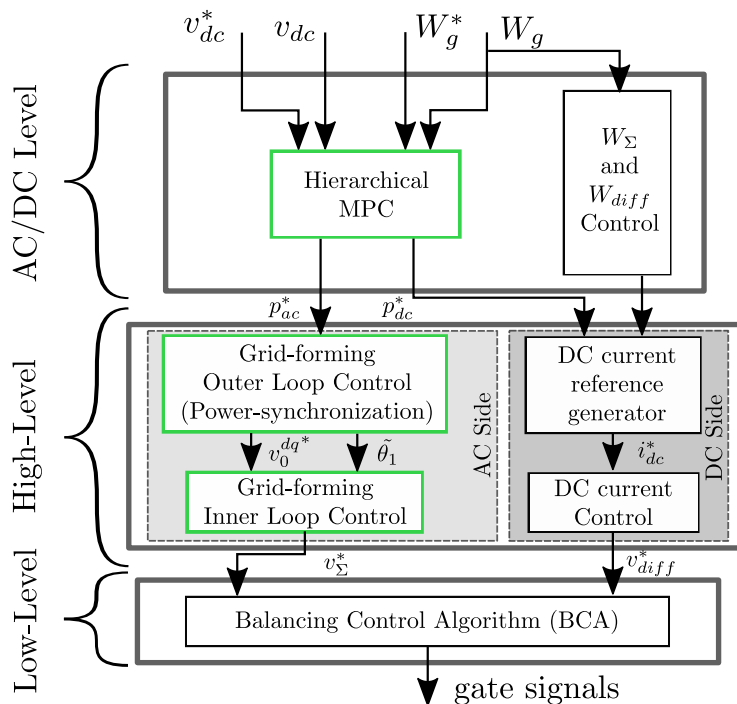 v*dc vdc W*g Wg
AC/DC Level
WΣ
and
Wdiff
Control
Hierarchical
MPC
p*ac p*dc
High-Level
Grid-forming
Outer Loop Control
(Power-synchronization)
v0^dq* θ̃1
Grid-forming
Inner Loop Control
AC Side
DC current
reference
generator
i*dc
DC current
Control
DC Side
v*Σ v*diff
Low-Level
Balancing Control Algorithm (BCA)
gate signals